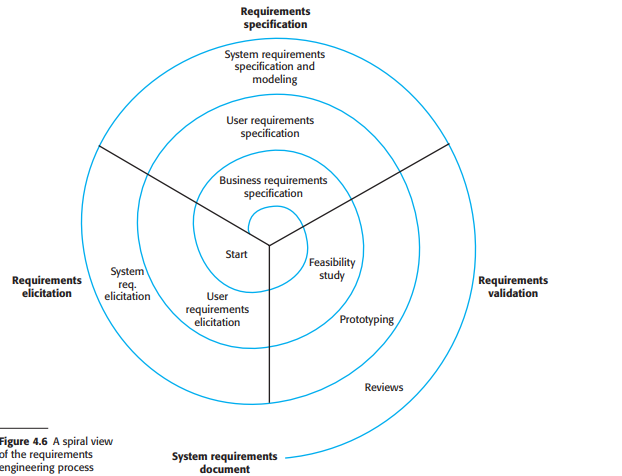 Requirements
specification
System requirements
specification and
modeling
User requirements
specification
Business requirements
specification
Start
Feasibility
study
System
req.
elicitation
User
requirements
elicitation
Requirements
elicitation
Requirements
validation
Prototyping
Reviews
Figure 4.6 A spiral view
of the requirements
engineering process
System requirements
document